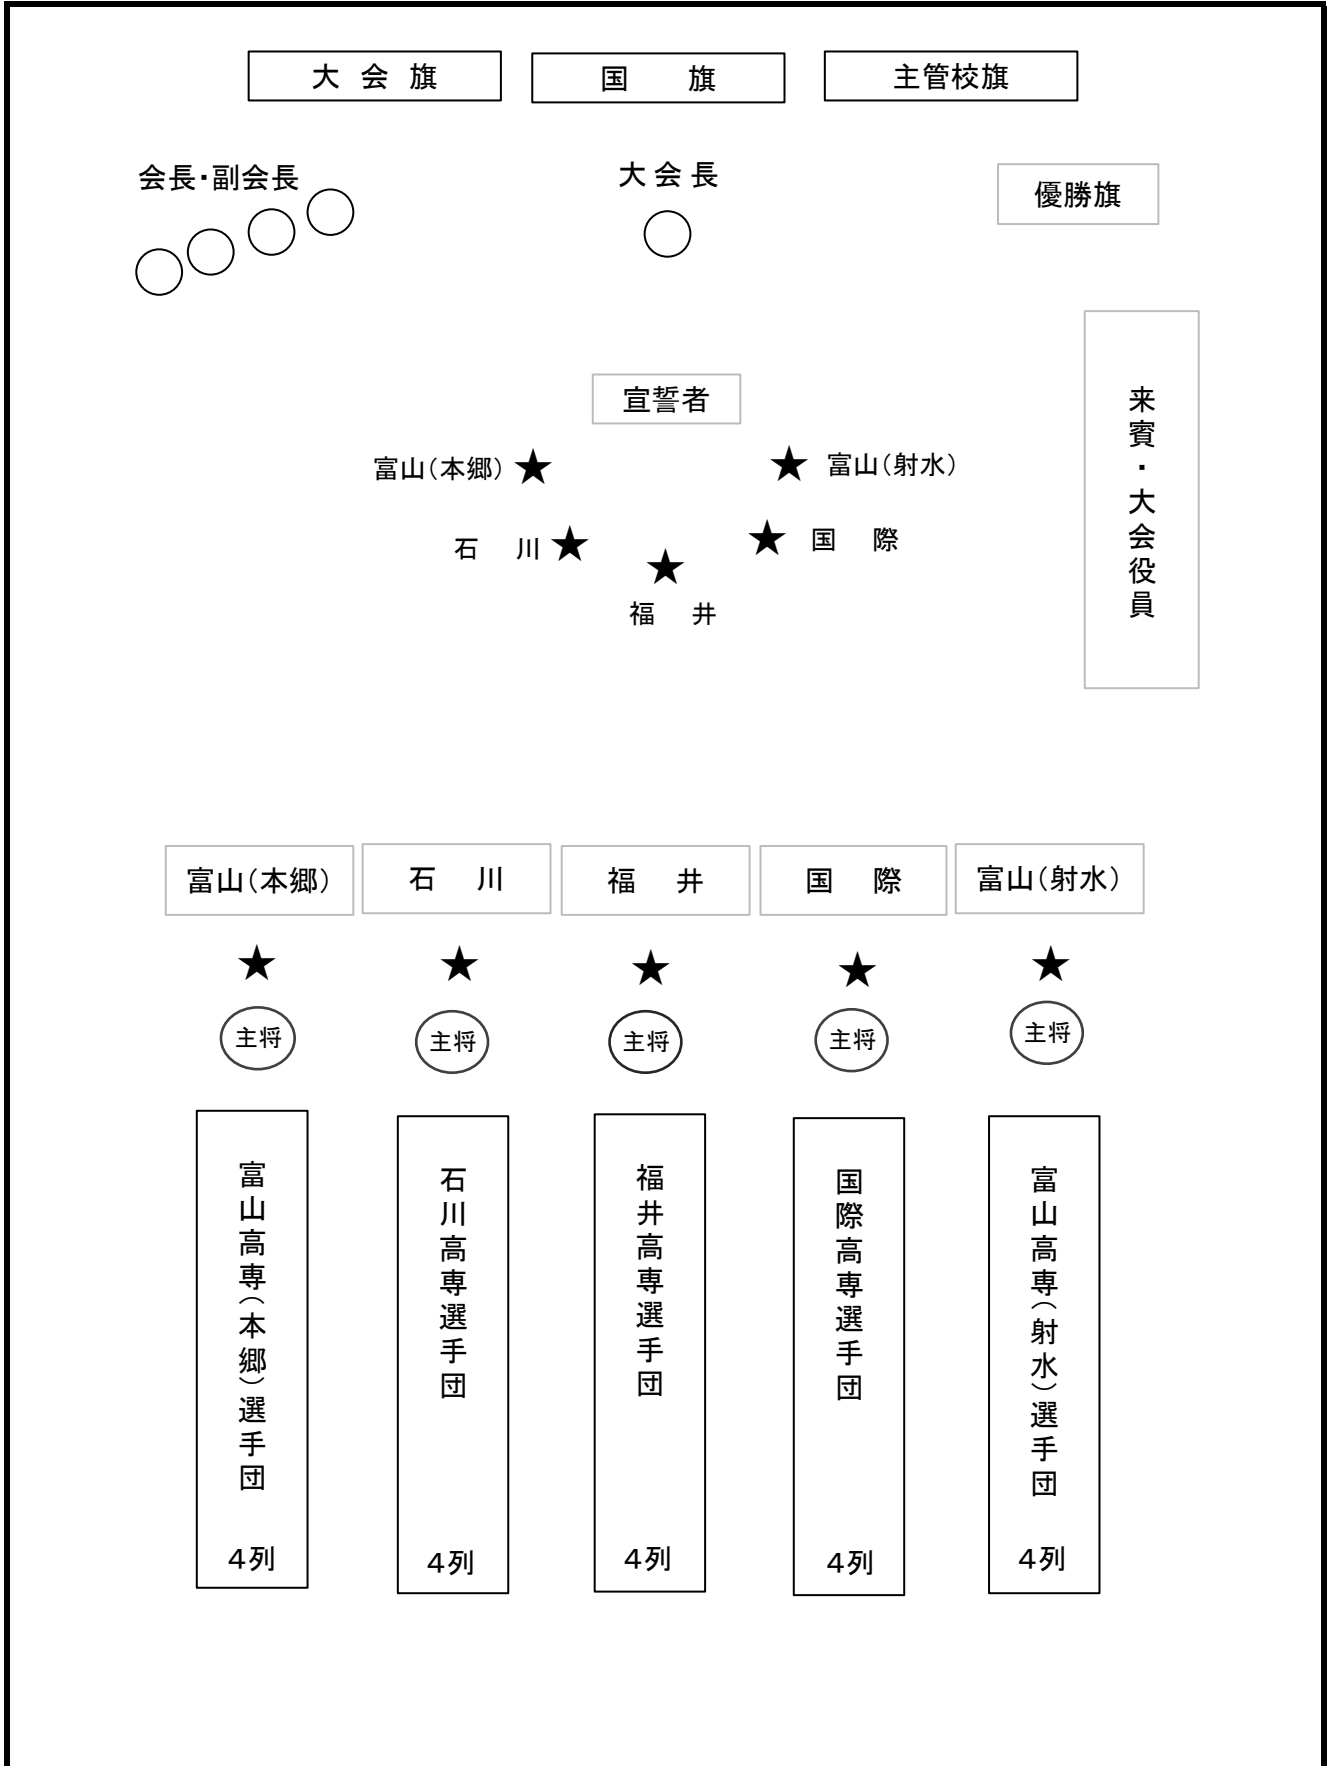 大会旗
国　旗
主管校旗
会長・副会長
大会長
優勝旗
宣誓者
富山（本郷）★
★富山（射水）
石　川★
★国　際
★
福　井
来賓・大会役員
富山（本郷）
石　川
福　井
国　際
富山（射水）
★
★
★
★
★
主将
主将
主将
主将
主将
富山高専（本郷）選手団
4列
石川高専選手団
4列
福井高専選手団
4列
国際高専選手団
4列
富山高専（射水）選手団
4列